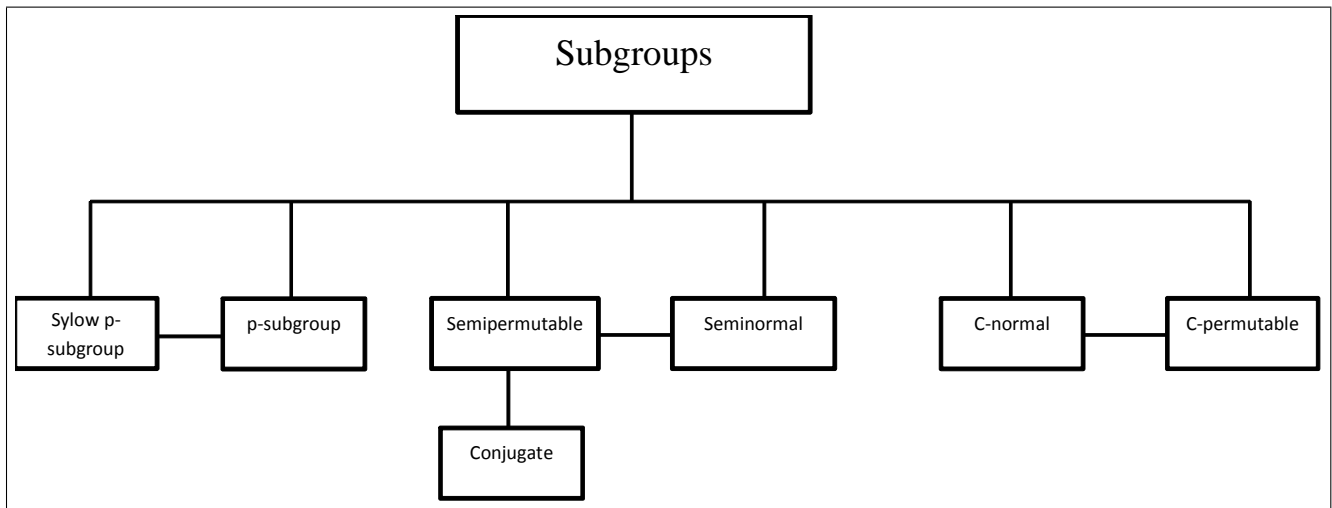 Subgroups
Sylow p-
subgroup
p-subgroup
Semipermutable
Seminormal
C-normal
C-permutable
Conjugate